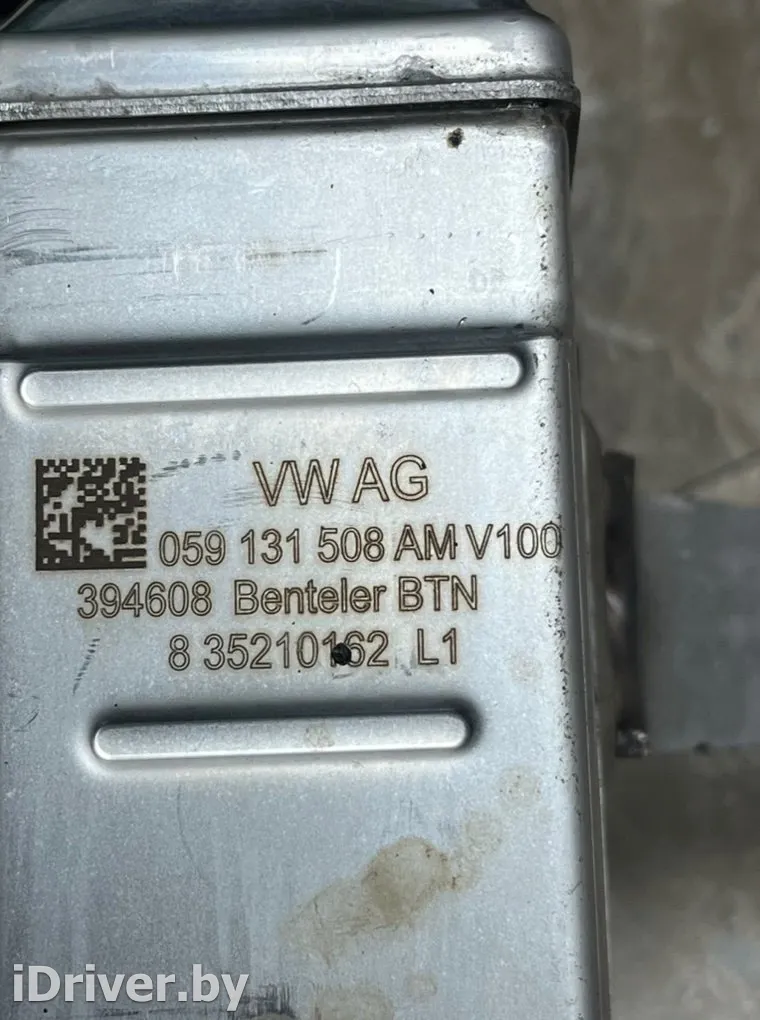 VW AG
059 131 508 AM V100
394608 Benteler BTN
8 35210162 L1
iDriver.by